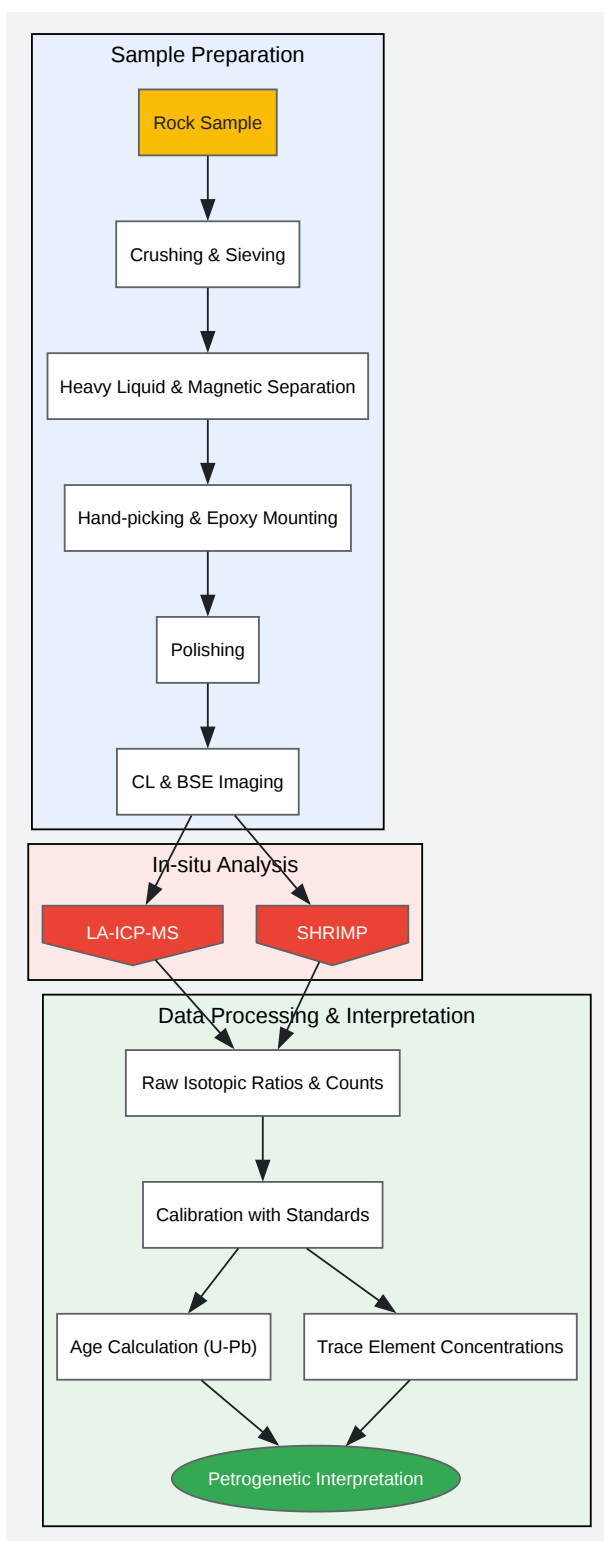 Sample Preparation
Rock Sample
Crushing & Sieving
Heavy Liquid & Magnetic Separation
Hand-picking & Epoxy Mounting
Polishing
CL & BSE Imaging
In-situ Analysis
LA-ICP-MS
SHRIMP
Data Processing & Interpretation
Raw Isotopic Ratios & Counts
Calibration with Standards
Age Calculation (U-Pb)
Trace Element Concentrations
Petrogenetic Interpretation